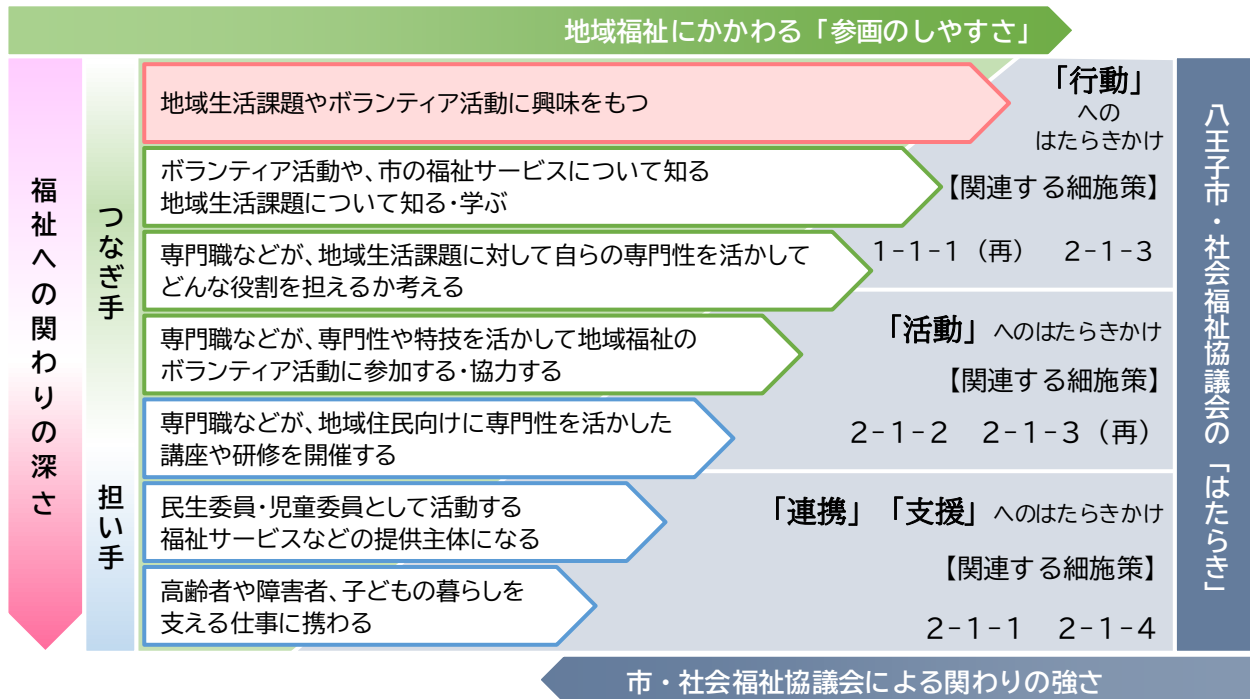 地域福祉にかかわる「参画のしやすさ」
福祉への関わりの深さ
つなぎ手
担い手
地域生活課題やボランティア活動に興味をもつ
ボランティア活動や、市の福祉サービスについて知る
地域生活課題について知る・学ぶ
専門職などが、地域生活課題に対して自らの専門性を活かして
どんな役割を担えるか考える
専門職などが、専門性や特技を活かして地域福祉の
ボランティア活動に参加する・協力する
専門職などが、地域住民向けに専門性を活かした
講座や研修を開催する
民生委員・児童委員として活動する
福祉サービスなどの提供主体になる
高齢者や障害者、子どもの暮らしを
支える仕事に携わる
「行動」
への
はたらきかけ
【関連する細施策】
1-1-1（再） 2-1-3
「活動」へのはたらきかけ
【関連する細施策】
2-1-2 2-1-3（再）
「連携」「支援」へのはたらきかけ
【関連する細施策】
2-1-1 2-1-4
八王子市・社会福祉協議会の「はたらき」
市・社会福祉協議会による関わりの強さ